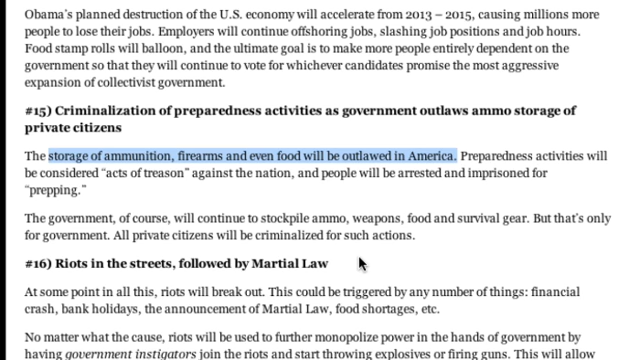 Obama's planned destruction of the U.S. economy will accelerate from 2013 – 2015, causing millions more
people to lose their jobs. Employers will continue offshoring jobs, slashing job positions and job hours.
Food stamp rolls will balloon, and the ultimate goal is to make more people entirely dependent on the
government so that they will continue to vote for whichever candidates promise the most aggressive
expansion of collectivist government.
#15) Criminalization of preparedness activities as government outlaws ammo storage of
private citizens
The storage of ammunition, firearms and even food will be outlawed in America. Preparedness activities will
be considered "acts of treason" against the nation, and people will be arrested and imprisoned for
"prepping."
The government, of course, will continue to stockpile ammo, weapons, food and survival gear. But that's only
for government. All private citizens will be criminalized for such actions.
#16) Riots in the streets, followed by Martial Law
At some point in all this, riots will break out. This could be triggered by any number of things: financial
crash, bank holidays, the announcement of Martial Law, food shortages, etc.
No matter what the cause, riots will be used to further monopolize power in the hands of government by
having government instigators join the riots and start throwing explosives or firing guns. This will allow